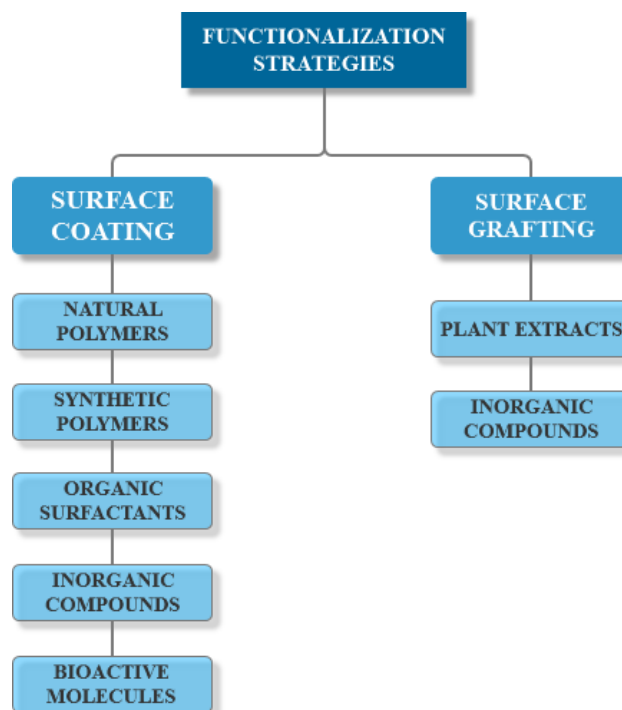 FUNCTIONALIZATION
STRATEGIES
SURFACE
COATING
NATURAL
POLYMERS
SYNTHETIC
POLYMERS
ORGANIC
SURFACTANTS
INORGANIC
COMPOUNDS
BIOACTIVE
MOLECULES
SURFACE
GRAFTING
PLANT EXTRACTS
INORGANIC
COMPOUNDS